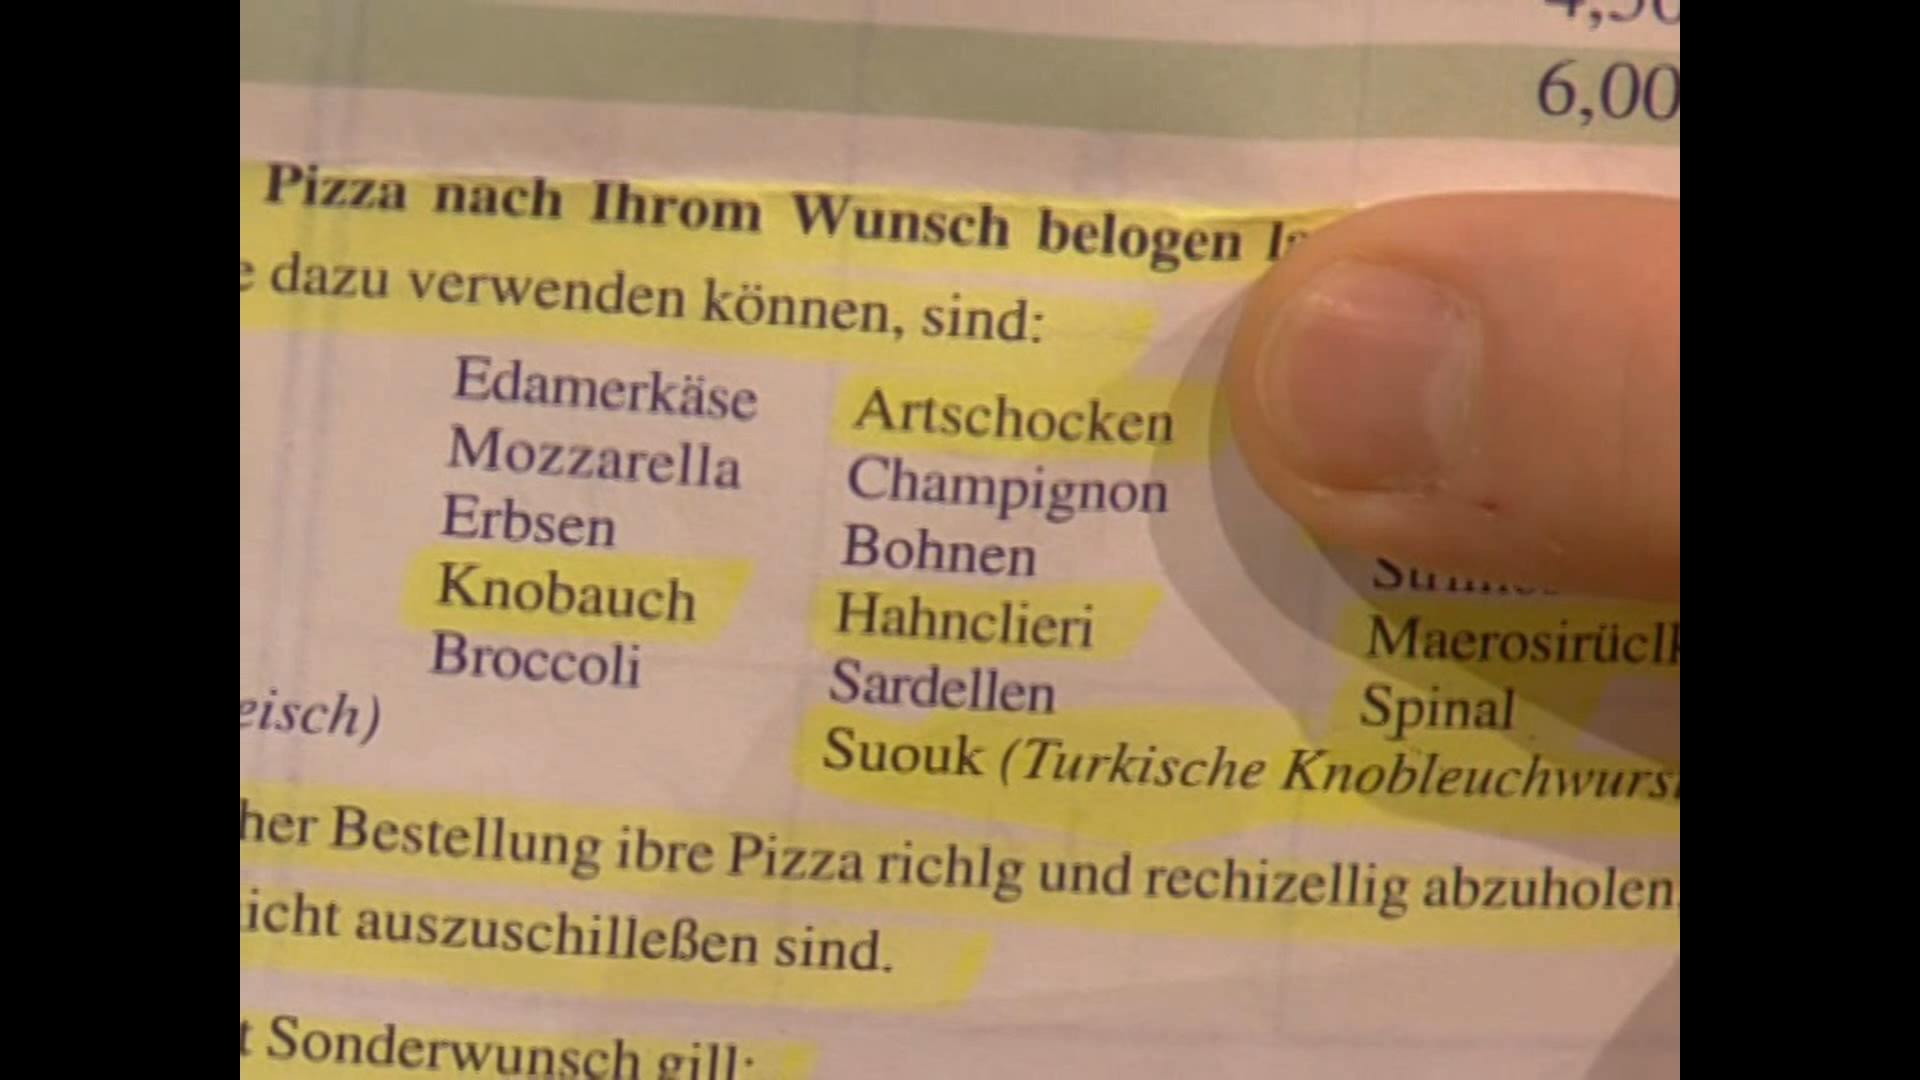 6,00
Pizza nach Ihrom Wunsch belogen
dazu verwenden können, sind:
Edamerkäse Artschocken
Mozzarella Champignon
Erbsen Bohnen
Knobauch Hahnclieri Maerosirüclk
Broccoli Sardellen Spinal
eisch) Suouk (Turkische Knobleuchwurst
her Bestellung ibre Pizza richlg und rechizellig abzuholen.
icht auszuschilleßen sind.
t Sonderwunsch gill: